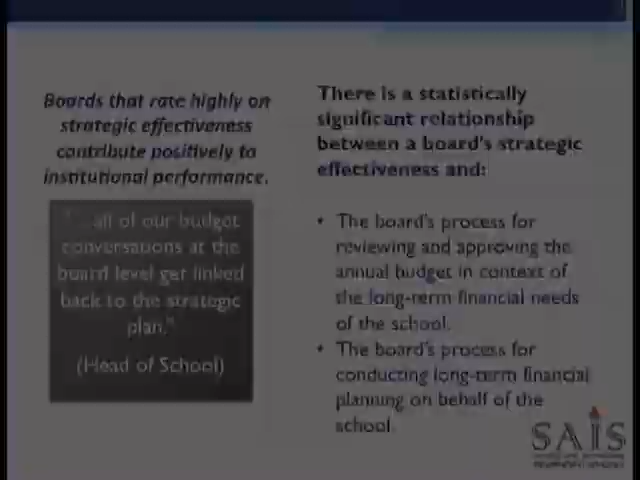 Boards that rate highly on
strategic effectiveness
contribute positively to
institutional performance.
"...all of our budget
conversations at the
board level get linked
back to the strategic
plan."
(Head of School)
There is a statistically
significant relationship
between a board's strategic
effectiveness and:
• The board's process for
reviewing and approving the
annual budget in context of
the long-term financial needs
of the school.
• The board's process for
conducting long-term financial
planning on behalf of the
school.
SAIS